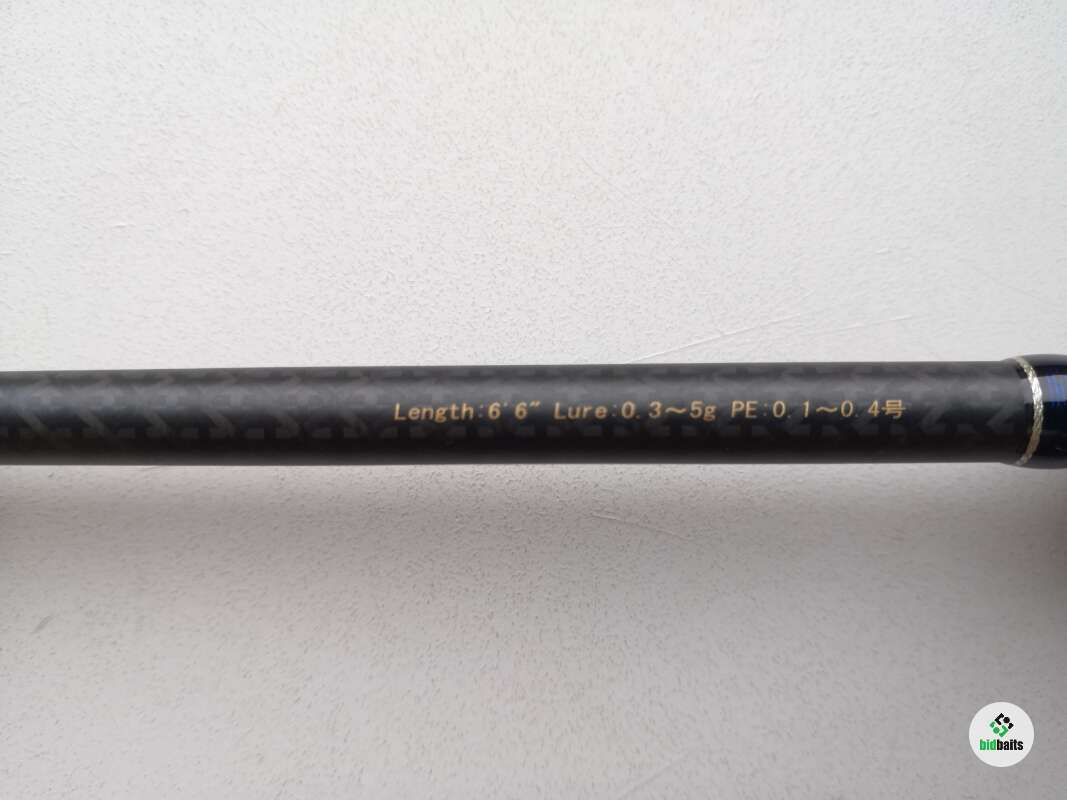 Length:6'6" Lure:0.3～5g PE:0.1～0.4号
bidbaits